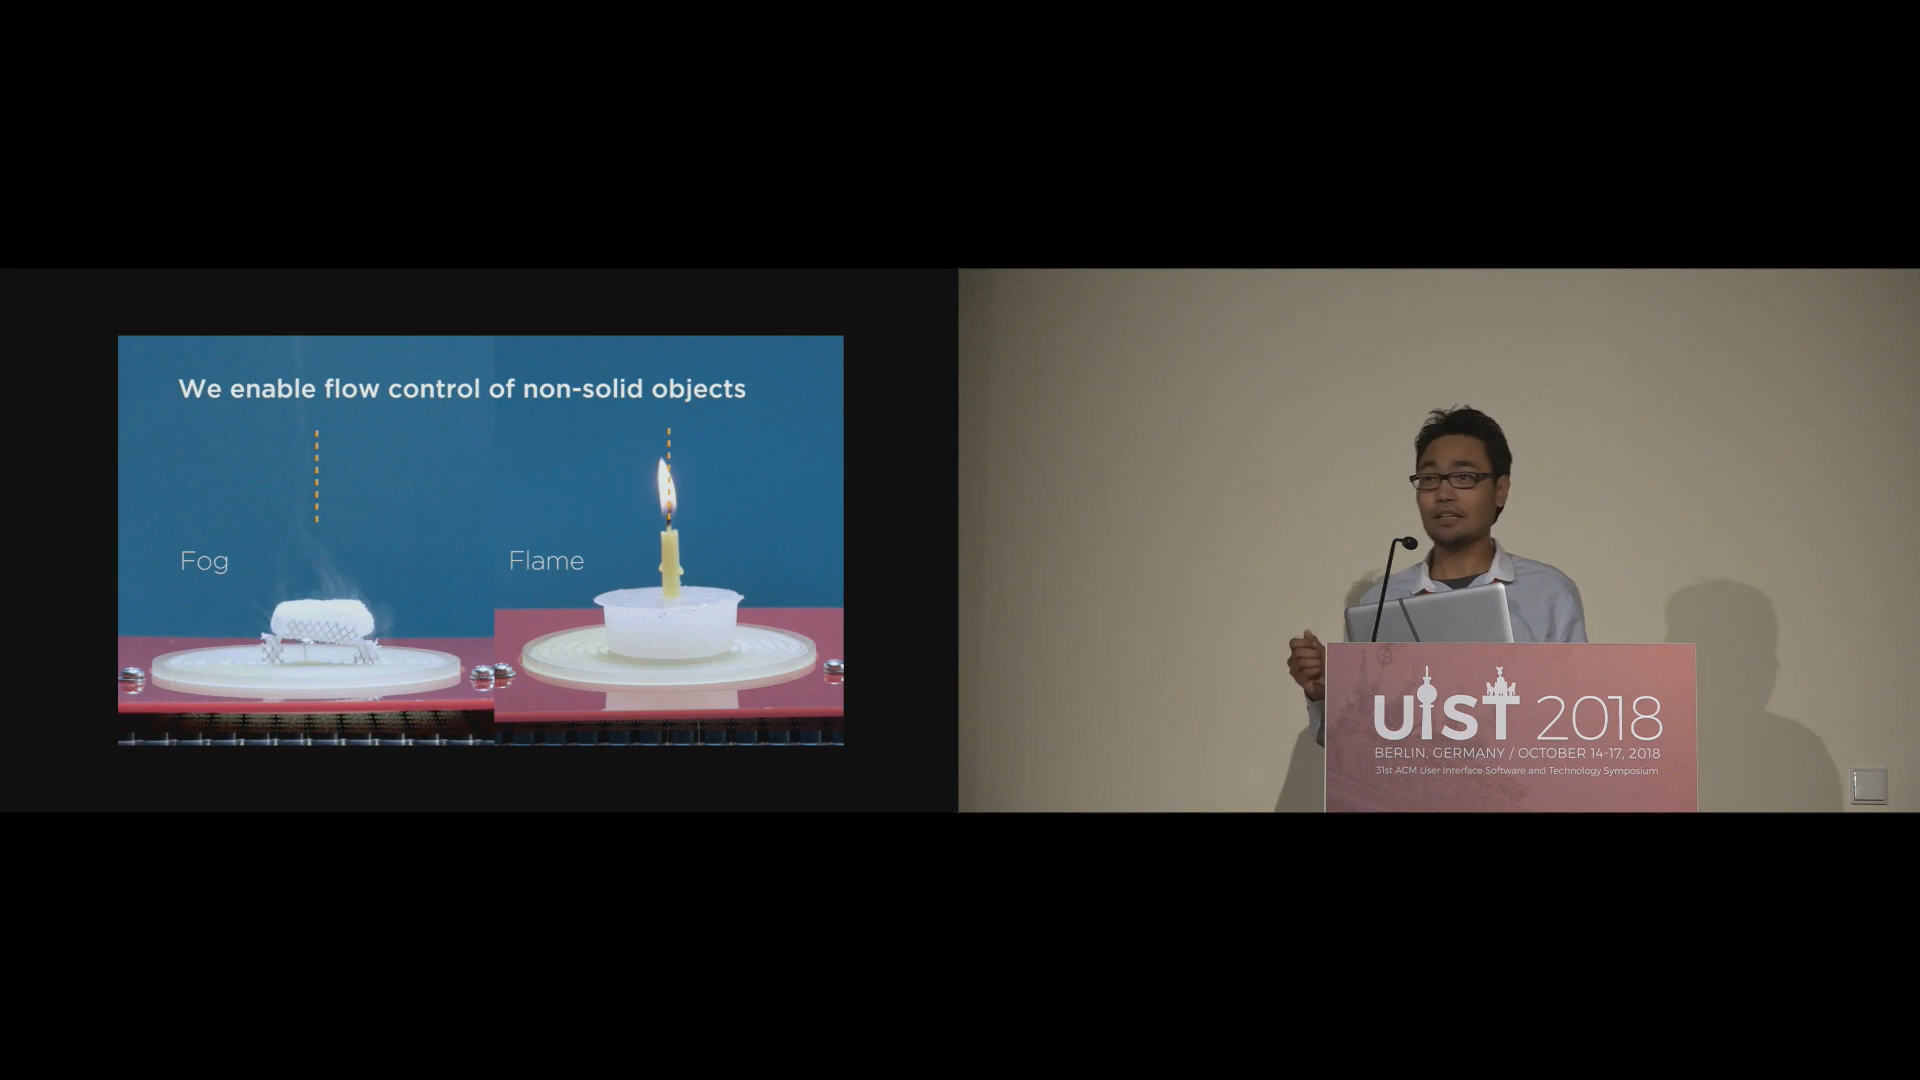 We enable flow control of non-solid objects
Fog
Flame
UIST 2018
BERLIN, GERMANY / OCTOBER 14-17, 2018
31st ACM User Interface Software and Technology Symposium